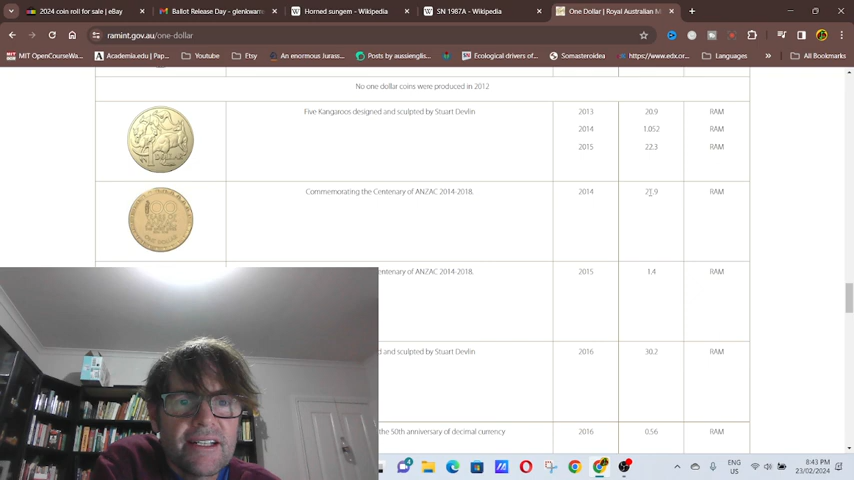 2024 coin roll for sale | eBay
Ballot Release Day - glenkwarre
Horned sungem - Wikipedia
SN 1987A - Wikipedia
One Dollar | Royal Australian M
ramint.gov.au/one-dollar
MIT OpenCourseWar
Academia.edu | Pap...
Youtube
Etsy
An enormous Jurass...
Posts by aussiengli...
Ecological drivers of...
Somasteroidea
https://www.edx.or...
Languages
»
All Bookmarks
No one dollar coins were produced in 2012
Five Kangaroos designed and sculpted by Stuart Devlin 2013 20.9 RAM
2014 1.052 RAM
2015 22.3 RAM
Commemorating the Centenary of ANZAC 2014-2018. 2014 21.9 RAM
entenary of ANZAC 2014-2018. 2015 1.4 RAM
d and sculpted by Stuart Devlin 2016 30.2 RAM
the 50th anniversary of decimal currency 2016 0.56 RAM
ENG
US
8:43 PM
23/02/2024